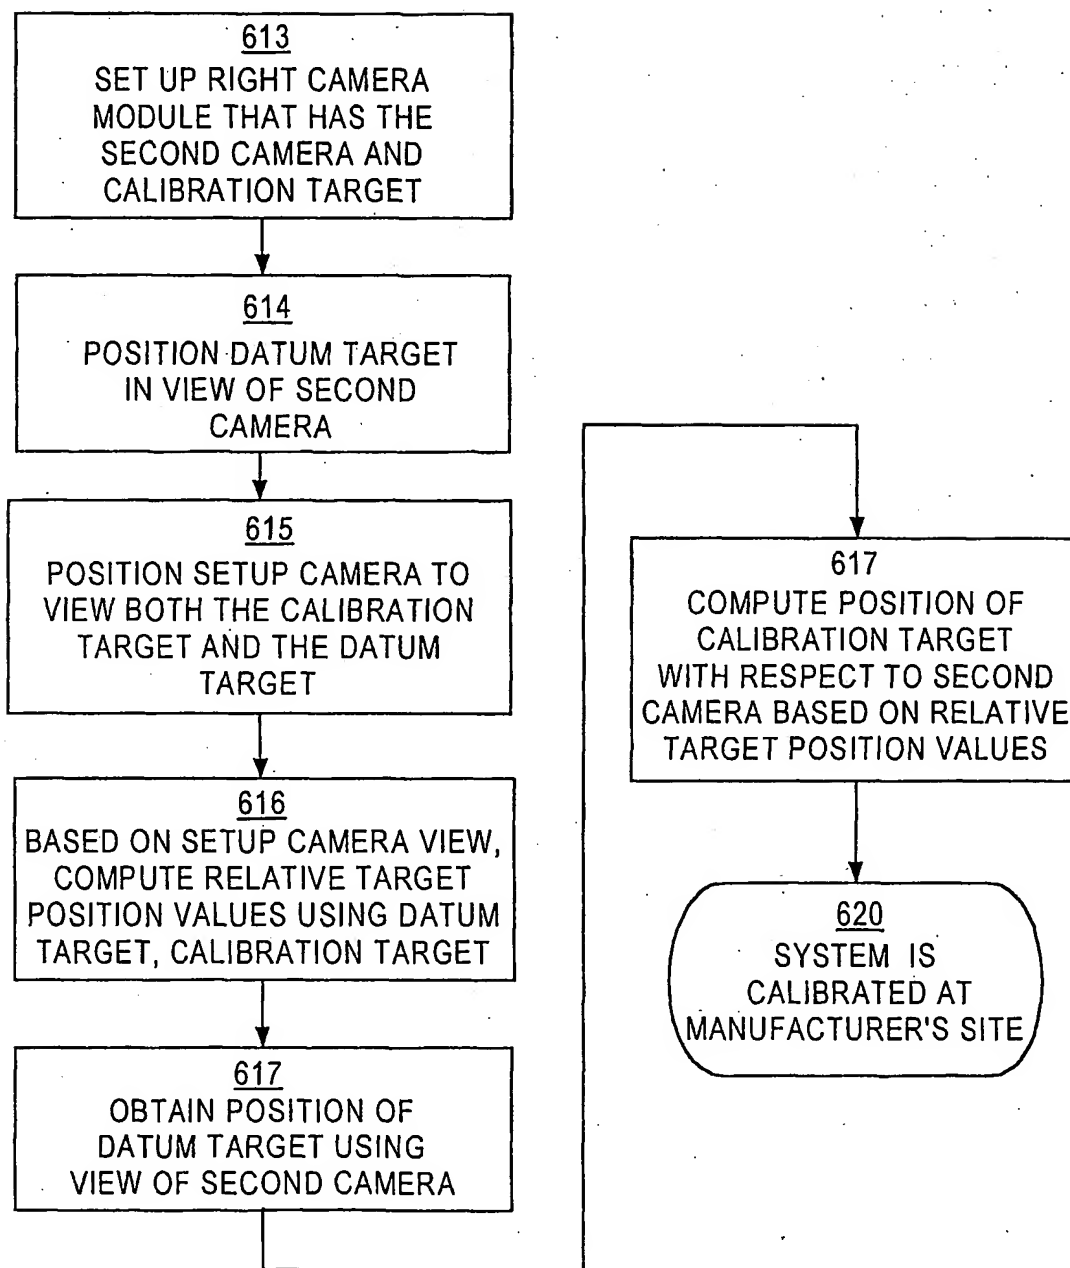 613
SET UP RIGHT CAMERA
MODULE THAT HAS THE
SECOND CAMERA AND
CALIBRATION TARGET
614
POSITION DATUM TARGET
IN VIEW OF SECOND
CAMERA
615
POSITION SETUP CAMERA TO
VIEW BOTH THE CALIBRATION
TARGET AND THE DATUM
TARGET
616
BASED ON SETUP CAMERA VIEW,
COMPUTE RELATIVE TARGET
POSITION VALUES USING DATUM
TARGET, CALIBRATION TARGET
617
OBTAIN POSITION OF
DATUM TARGET USING
VIEW OF SECOND CAMERA
617
COMPUTE POSITION OF
CALIBRATION TARGET
WITH RESPECT TO SECOND
CAMERA BASED ON RELATIVE
TARGET POSITION VALUES
620
SYSTEM IS
CALIBRATED AT
MANUFACTURER'S SITE